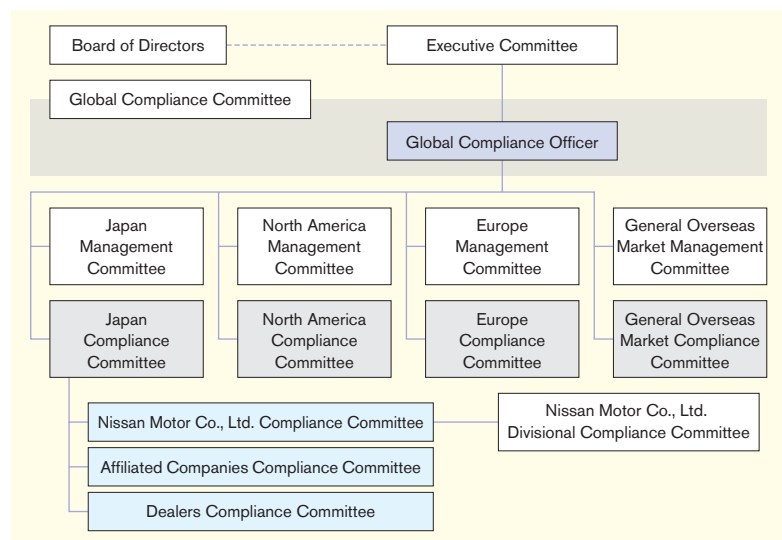 Board of Directors
Executive Committee
Global Compliance Committee
Global Compliance Officer
Japan
Management
Committee
North America
Management
Committee
Europe
Management
Committee
General Overseas
Market Management
Committee
Japan
Compliance
Committee
North America
Compliance
Committee
Europe
Compliance
Committee
General Overseas
Market Compliance
Committee
Nissan Motor Co., Ltd. Compliance Committee
Nissan Motor Co., Ltd.
Divisional Compliance Committee
Affiliated Companies Compliance Committee
Dealers Compliance Committee